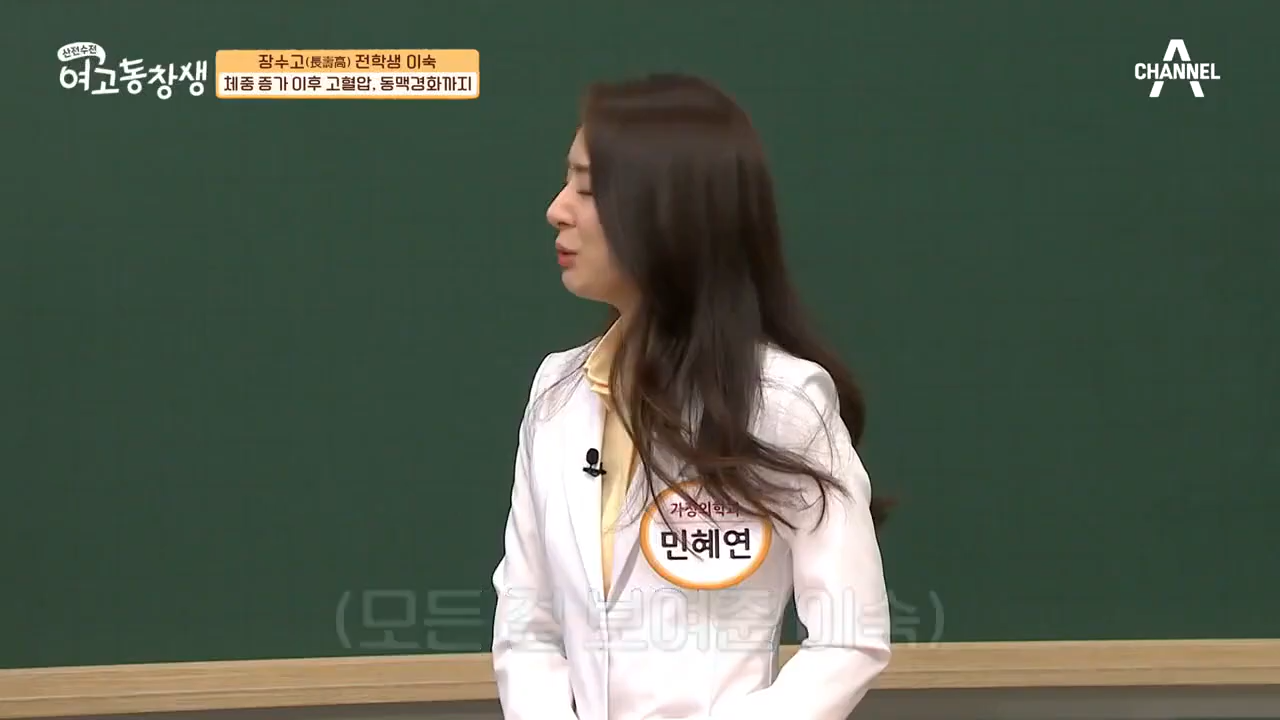 산전수전
여고동창생
장수고(長壽高) 전학생 이숙
체중 증가 이후 고혈압, 동맥경화까지
CHANNEL A
가정의학과
민혜연
(모든 걸 보여준 이숙)